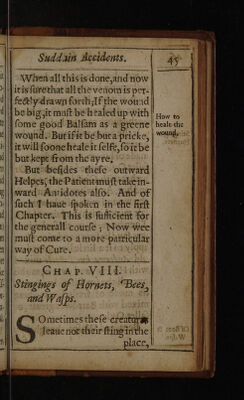 Suddain Accidents.
45
When all this is done, and now
it is sure that all the venom is per-
fectly drawn forth; If the wound
be big, it must be healed up with
some good Balsam as a greene
wound. But if it be but a pricke,
it will soone heale it selfe, so it be
but kept from the ayre.
How to
heale the
wound.
But besides these outward
Helpes, the Patient must take in-
ward Antidotes also. And of
such I have spoken in the first
Chapter. This is sufficient for
the generall course; Now wee
must come to a more particular
way of Cure.
CHAP. VIII.
Stingings of Hornets, Bees,
and Wasps.
SOmetimes these creatures
leave not their sting in the
place,